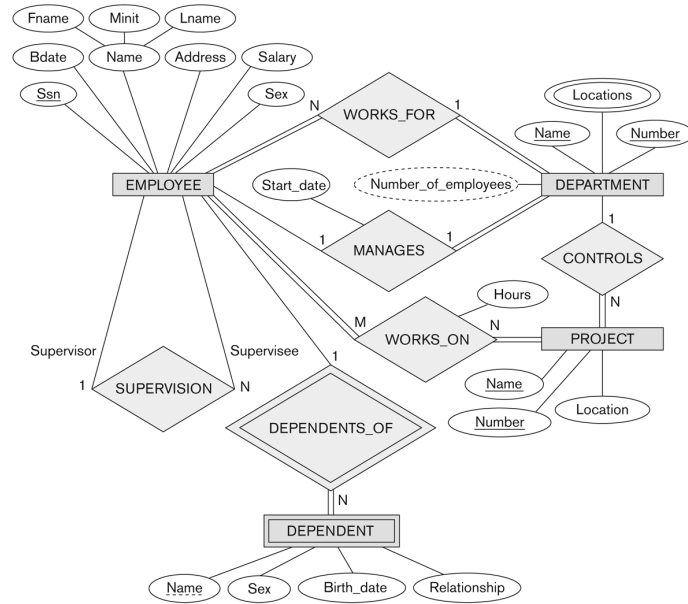 Fname Minit Lname
Bdate Name Address Salary
Ssn Sex
N WORKS_FOR 1
Locations
Name Number
EMPLOYEE
Start_date
Number_of_employees
DEPARTMENT
1 MANAGES 1
1
CONTROLS
N
Hours
M WORKS_ON N
PROJECT
Name
Number
Location
Supervisor Supervisee
1 SUPERVISION N
1
DEPENDENTS_OF
N
DEPENDENT
Name Sex Birth_date Relationship